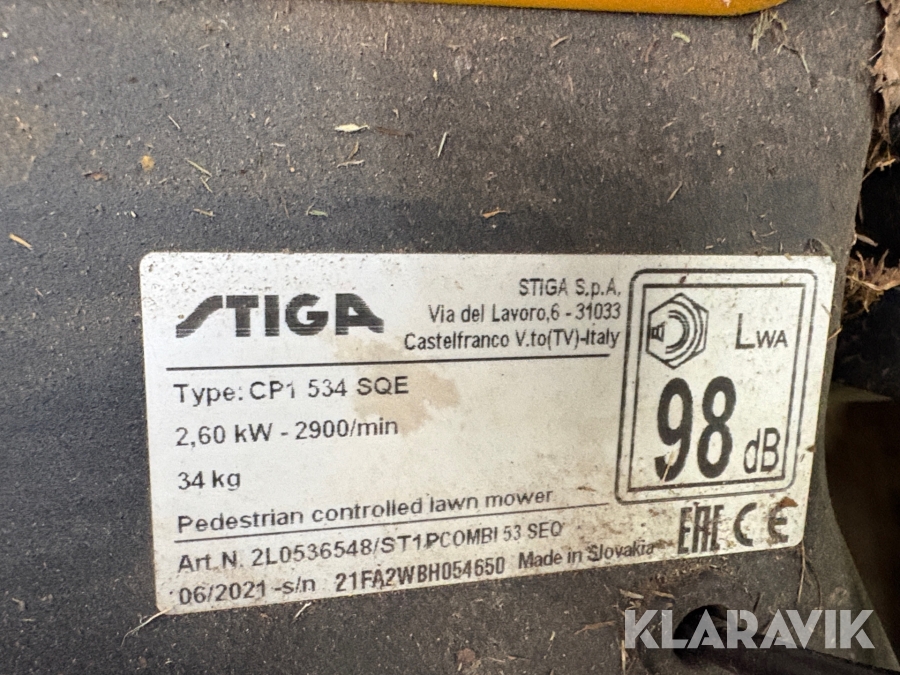 STIGA
STIGA S.p.A.
Via del Lavoro,6 - 31033
Castelfranco V.to(TV)-Italy
Type: CP1 534 SQE
2,60 kW - 2900/min
34 kg
Pedestrian controlled lawn mower
Art.N. 2L0536548/ST1PCOMBI 53 SEQ
06/2021 -s/n 21FA2WBH054650 Made in Slovakia
LWA
98 dB
EAC CE
KLARAVIK